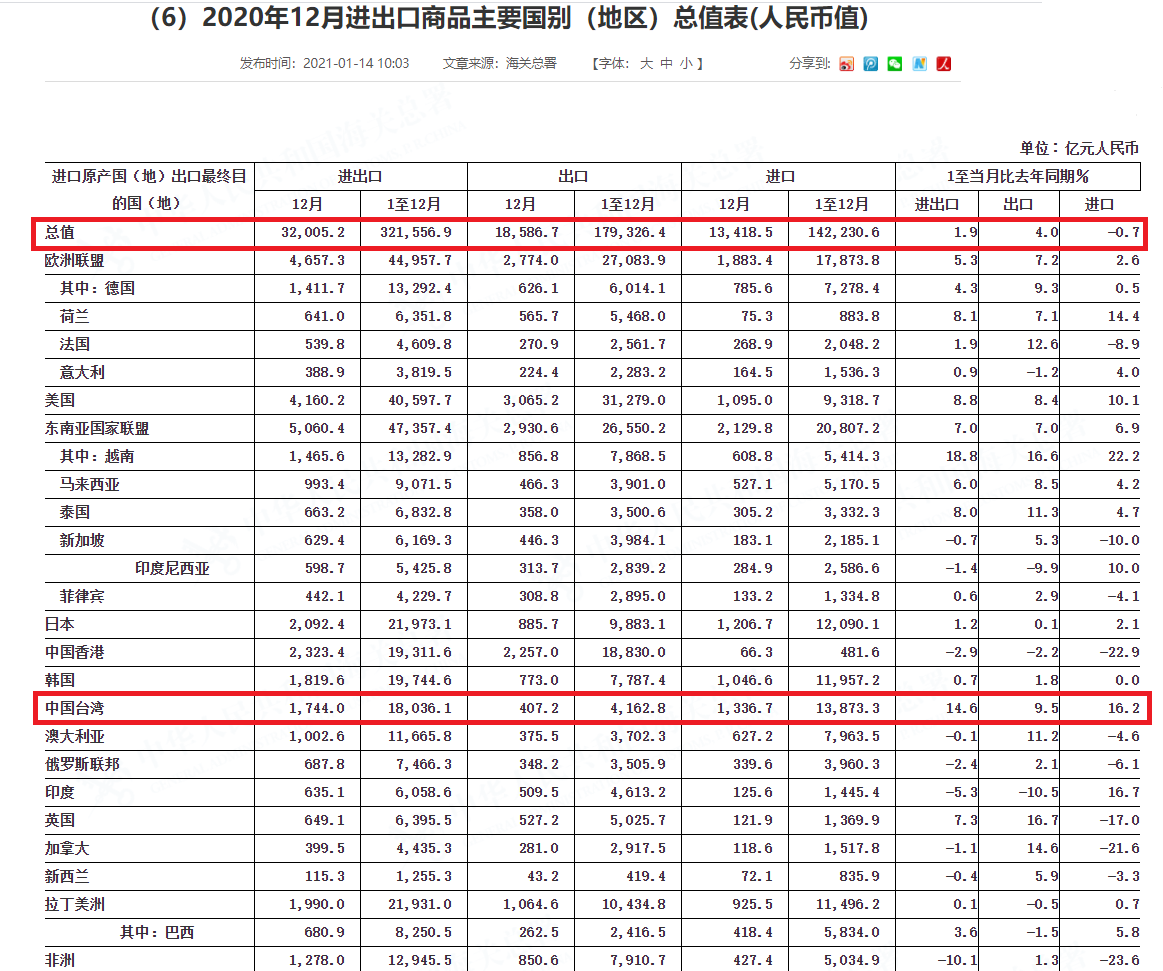 （6）2020年12月进出口商品主要国别（地区）总值表(人民币值)
发布时间：2021-01-14 10:03 文章来源：海关总署 【字体： 大 中 小 】 分享到:
单位：亿元人民币
进口原产国（地）出口最终目的国（地） 进出口 出口 进口 1至当月比去年同期%
12月 1至12月 12月 1至12月 12月 1至12月 进出口 出口 进口
总值 32,005.2 321,556.9 18,586.7 179,326.4 13,418.5 142,230.6 1.9 4.0 -0.7
欧洲联盟 4,657.3 44,957.7 2,774.0 27,083.9 1,883.4 17,873.8 5.3 7.2 2.6
其中：德国 1,411.7 13,292.4 626.1 6,014.1 785.6 7,278.4 4.3 9.3 0.5
荷兰 641.0 6,351.8 565.7 5,468.0 75.3 883.8 8.1 7.1 14.4
法国 539.8 4,609.8 270.9 2,561.7 268.9 2,048.2 1.9 12.6 -8.9
意大利 388.9 3,819.5 224.4 2,283.2 164.5 1,536.3 0.9 -1.2 4.0
美国 4,160.2 40,597.7 3,065.2 31,279.0 1,095.0 9,318.7 8.8 8.4 10.1
东南亚国家联盟 5,060.4 47,357.4 2,930.6 26,550.2 2,129.8 20,807.2 7.0 7.0 6.9
其中：越南 1,465.6 13,282.9 856.8 7,868.5 608.8 5,414.3 18.8 16.6 22.2
马来西亚 993.4 9,071.5 466.3 3,901.0 527.1 5,170.5 6.0 8.5 4.2
泰国 663.2 6,832.8 358.0 3,500.6 305.2 3,332.3 8.0 11.3 4.7
新加坡 629.4 6,169.3 446.3 3,984.1 183.1 2,185.1 -0.7 5.3 -10.0
印度尼西亚 598.7 5,425.8 313.7 2,839.2 284.9 2,586.6 -1.4 -9.9 10.0
菲律宾 442.1 4,229.7 308.8 2,895.0 133.2 1,334.8 0.6 2.9 -4.1
日本 2,092.4 21,973.1 885.7 9,883.1 1,206.7 12,090.1 1.2 0.1 2.1
中国香港 2,323.4 19,311.6 2,257.0 18,830.0 66.3 481.6 -2.9 -2.2 -22.9
韩国 1,819.6 19,744.6 773.0 7,787.4 1,046.6 11,957.2 0.7 1.8 0.0
中国台湾 1,744.0 18,036.1 407.2 4,162.8 1,336.7 13,873.3 14.6 9.5 16.2
澳大利亚 1,002.6 11,665.8 375.5 3,702.3 627.2 7,963.5 -0.1 11.2 -4.6
俄罗斯联邦 687.8 7,466.3 348.2 3,505.9 339.6 3,960.3 -2.4 2.1 -6.1
印度 635.1 6,058.6 509.5 4,613.2 125.6 1,445.4 -5.3 -10.5 16.7
英国 649.1 6,395.5 527.2 5,025.7 121.9 1,369.9 7.3 16.7 -17.0
加拿大 399.5 4,435.3 281.0 2,917.5 118.6 1,517.8 -1.1 14.6 -21.6
新西兰 115.3 1,255.3 43.2 419.4 72.1 835.9 -0.4 5.9 -3.3
拉丁美洲 1,990.0 21,931.0 1,064.6 10,434.8 925.5 11,496.2 0.1 -0.5 0.7
其中：巴西 680.9 8,250.5 262.5 2,416.5 418.4 5,834.0 3.6 -1.5 5.8
非洲 1,278.0 12,945.5 850.6 7,910.7 427.4 5,034.9 -10.1 1.3 -23.6